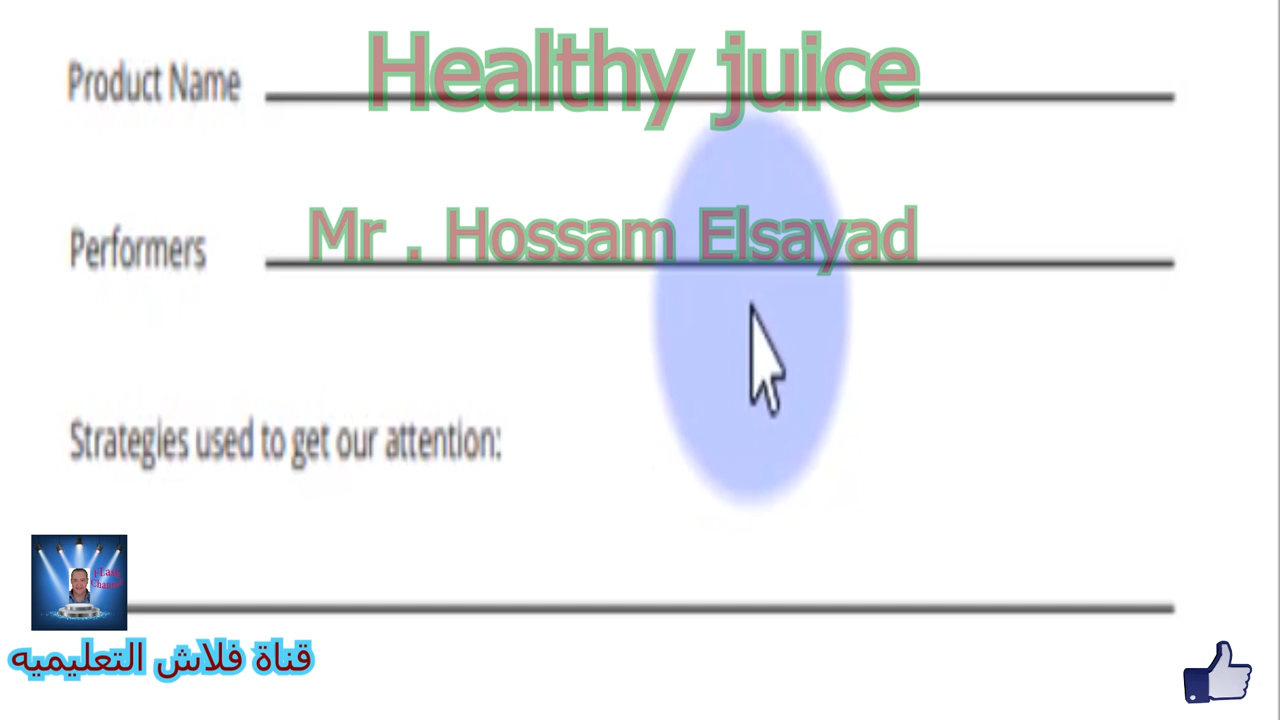 Product Name Healthy juice
Performers Mr . Hossam Elsayad
Strategies used to get our attention:
قناة فلاش التعليميه